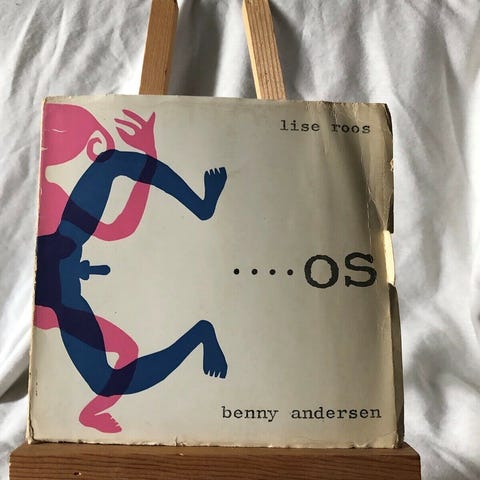 lise roos
....os
benny andersen